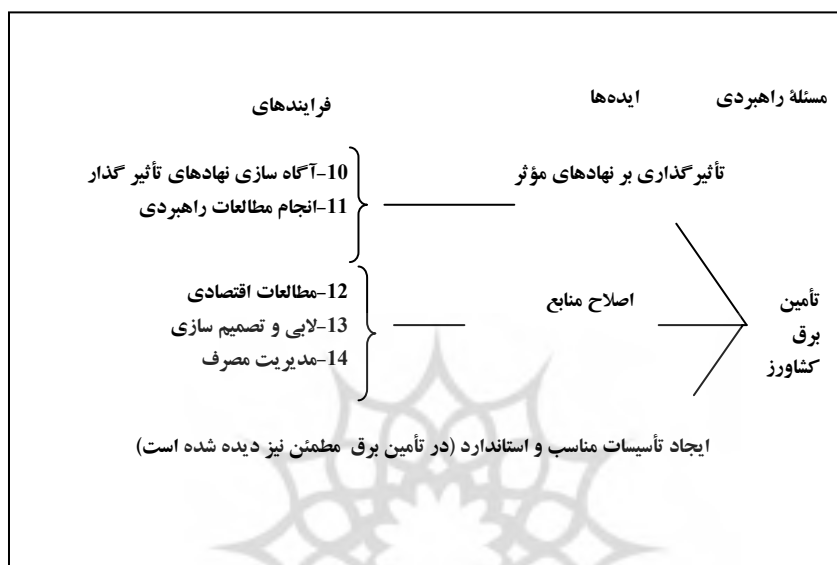 مسئلهٔ راهبردی
ایده‌ها
فرایندهای
تأثیرگذاری بر نهادهای مؤثر
10-آگاه سازی نهادهای تأثیر گذار
11-انجام مطالعات راهبردی
تأمین
برق
کشاورز
اصلاح منابع
12-مطالعات اقتصادی
13-لابی و تصمیم سازی
14-مدیریت مصرف
ایجاد تأسیسات مناسب و استاندارد (در تأمین برق مطمئن نیز دیده شده است)